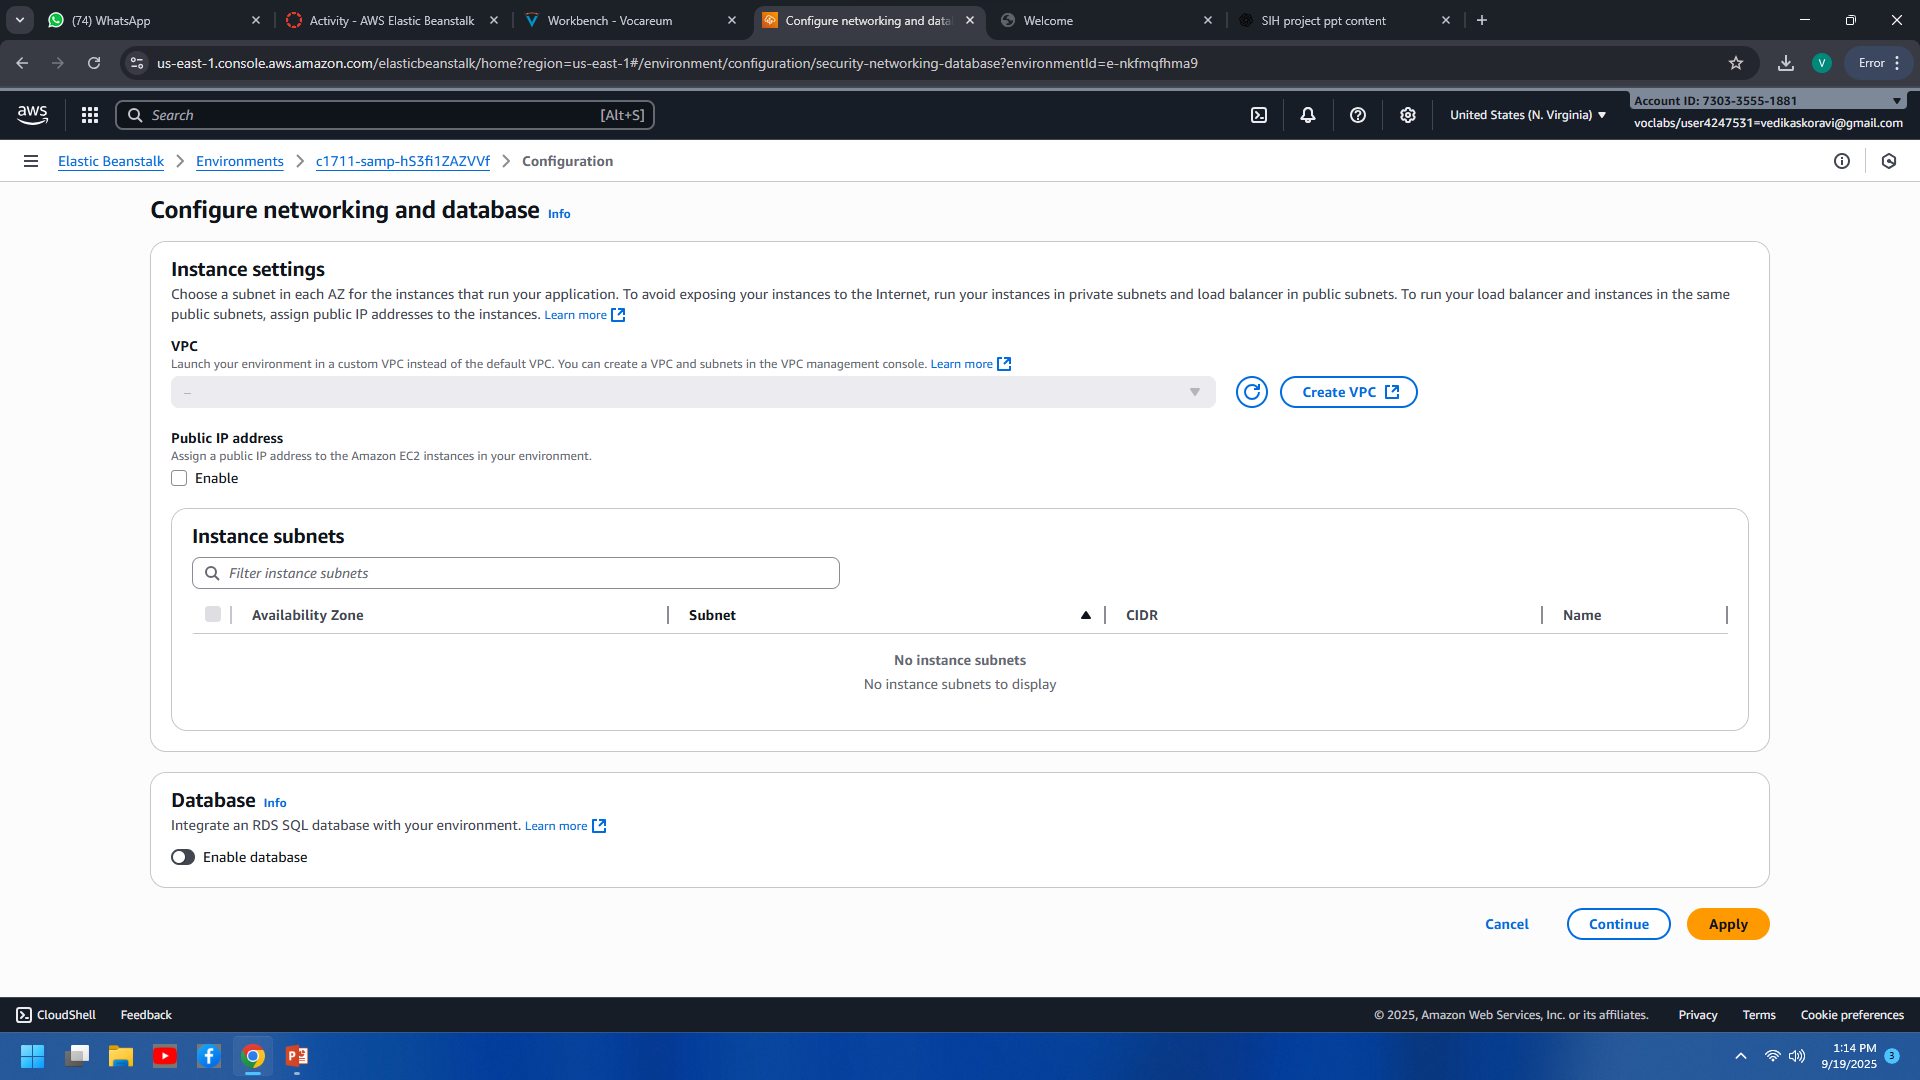 (74) WhatsApp
Activity - AWS Elastic Beanstalk
Workbench - Vocareum
Configure networking and data
Welcome
SIH project ppt content
us-east-1.console.aws.amazon.com/elasticbeanstalk/home?region=us-east-1#/environment/configuration/security-networking-database?environmentId=e-nkfmqfhma9
V
Error
aws
Search
[Alt+S]
United States (N. Virginia)
Account ID: 7303-3555-1881
voclabs/user4247531=vedikaskoravi@gmail.com
Elastic Beanstalk
Environments
c1711-samp-hS3fi1ZAZVVf
Configuration
Configure networking and database Info
Instance settings
Choose a subnet in each AZ for the instances that run your application. To avoid exposing your instances to the Internet, run your instances in private subnets and load balancer in public subnets. To run your load balancer and instances in the same
public subnets, assign public IP addresses to the instances. Learn more
VPC
Launch your environment in a custom VPC instead of the default VPC. You can create a VPC and subnets in the VPC management console. Learn more
–
Create VPC
Public IP address
Assign a public IP address to the Amazon EC2 instances in your environment.
Enable
Instance subnets
Filter instance subnets
Availability Zone
Subnet
CIDR
Name
No instance subnets
No instance subnets to display
Database Info
Integrate an RDS SQL database with your environment. Learn more
Enable database
Cancel
Continue
Apply
CloudShell
Feedback
© 2025, Amazon Web Services, Inc. or its affiliates.
Privacy
Terms
Cookie preferences
1:14 PM
9/19/2025
3